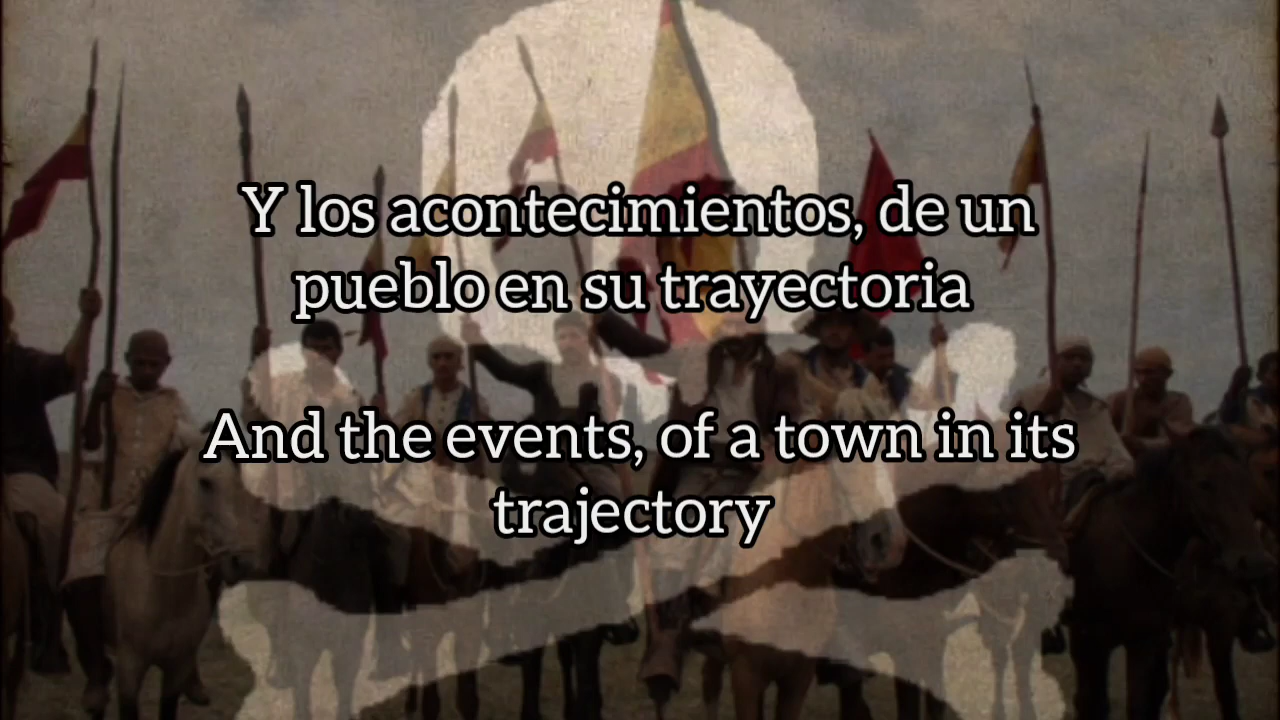 Y los acontecimientos, de un
pueblo en su trayectoria
And the events, of a town in its
trajectory